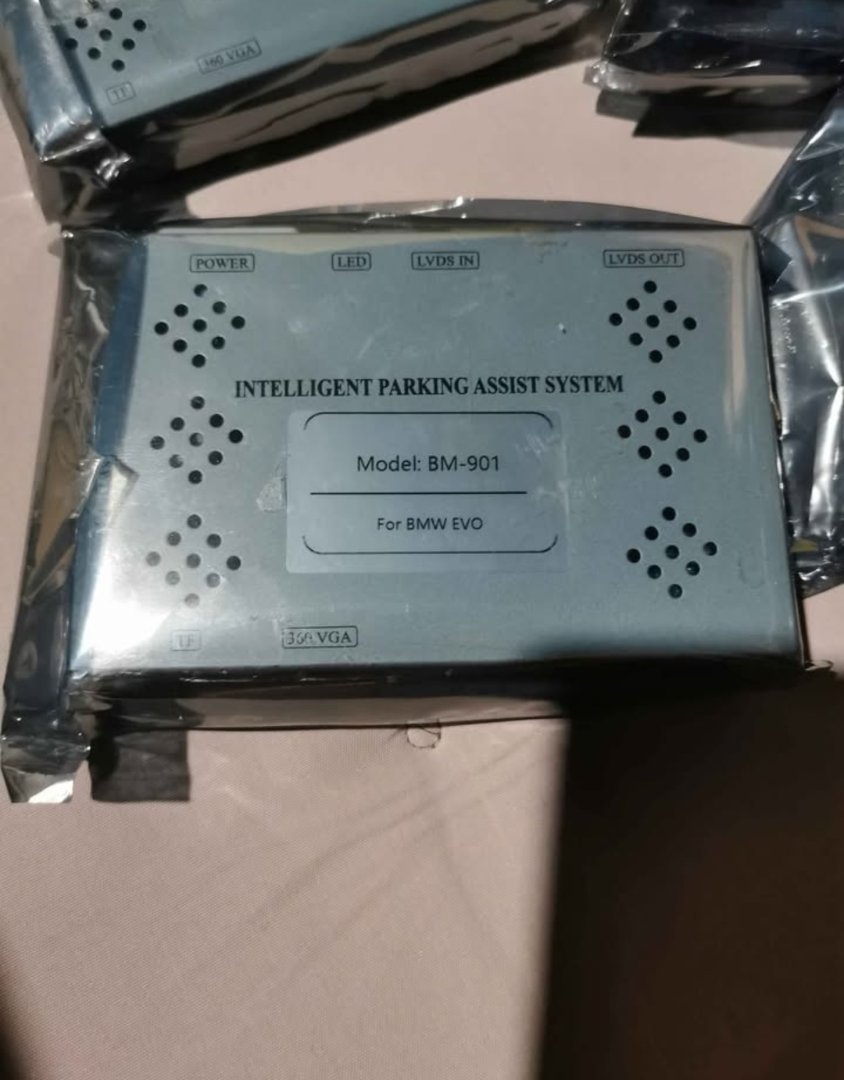 360 VGA
TF
POWER
LED
LVDS IN
LVDS OUT
INTELLIGENT PARKING ASSIST SYSTEM
Model: BM-901
For BMW EVO
TF
360 VGA